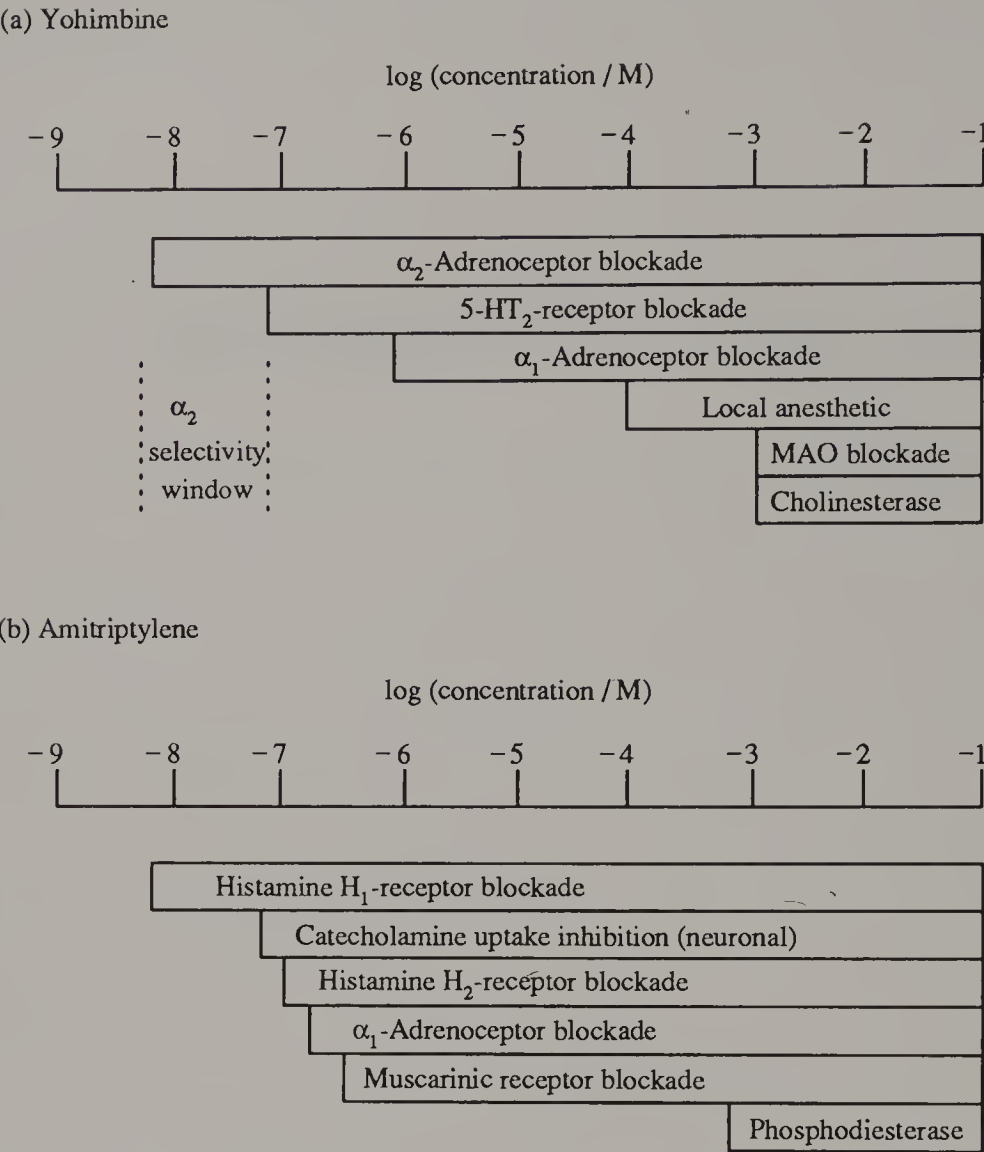 (a) Yohimbine
log (concentration / M)
−9 −8 −7 −6 −5 −4 −3 −2 −1
α₂-Adrenoceptor blockade
5-HT₂-receptor blockade
α₁-Adrenoceptor blockade
α₂
Local anesthetic
selectivity
MAO blockade
window
Cholinesterase
(b) Amitriptylene
log (concentration / M)
−9 −8 −7 −6 −5 −4 −3 −2 −1
Histamine H₁-receptor blockade
Catecholamine uptake inhibition (neuronal)
Histamine H₂-receptor blockade
α₁-Adrenoceptor blockade
Muscarinic receptor blockade
Phosphodiesterase